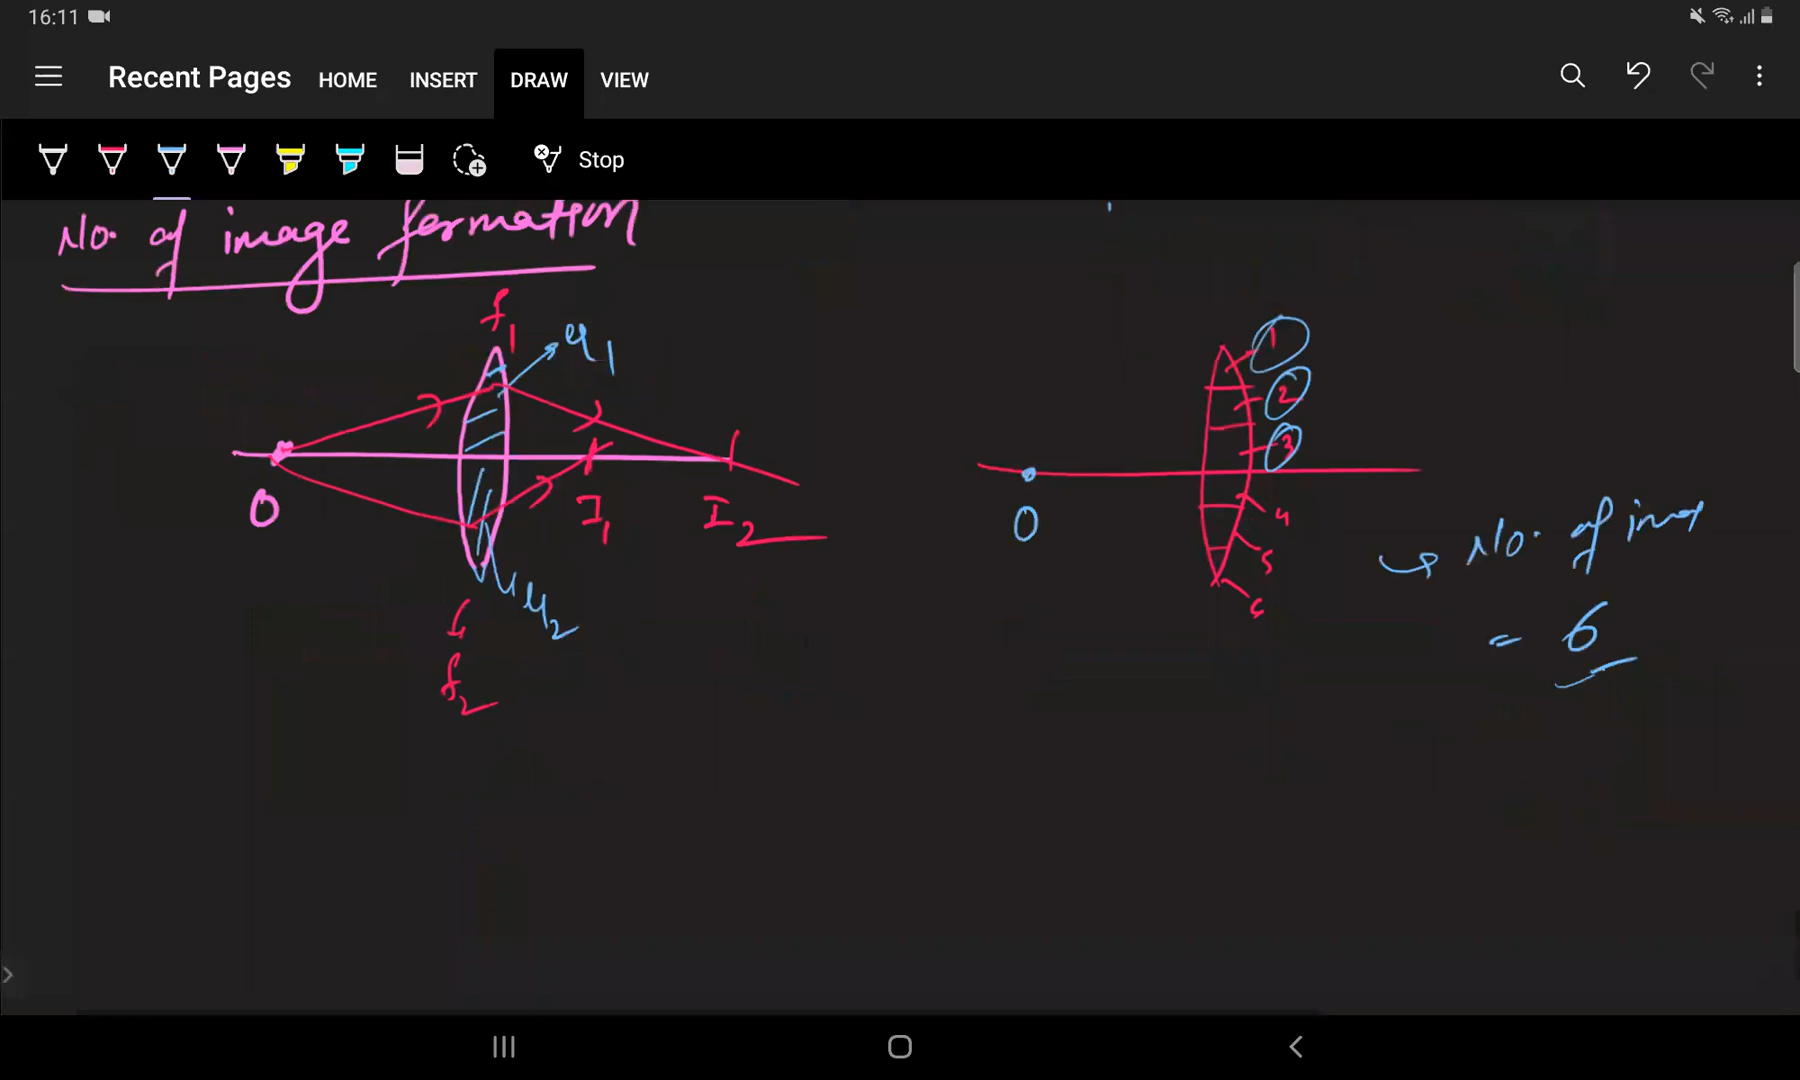 16:11
Recent Pages HOME INSERT DRAW VIEW
Stop
No. of image formation
f1
μ1
O
I1
I2
μ2
f2
1
2
3
4
5
6
O
No. of imag
= 6